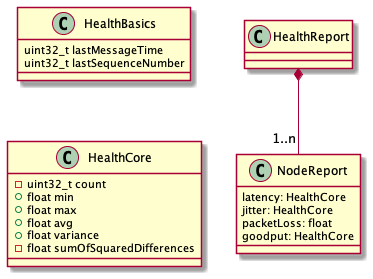 C HealthBasics
uint32_t lastMessageTime
uint32_t lastSequenceNumber
C HealthReport
1..n
C HealthCore
uint32_t count
float min
float max
float avg
float variance
float sumOfSquaredDifferences
C NodeReport
latency: HealthCore
jitter: HealthCore
packetLoss: float
goodput: HealthCore